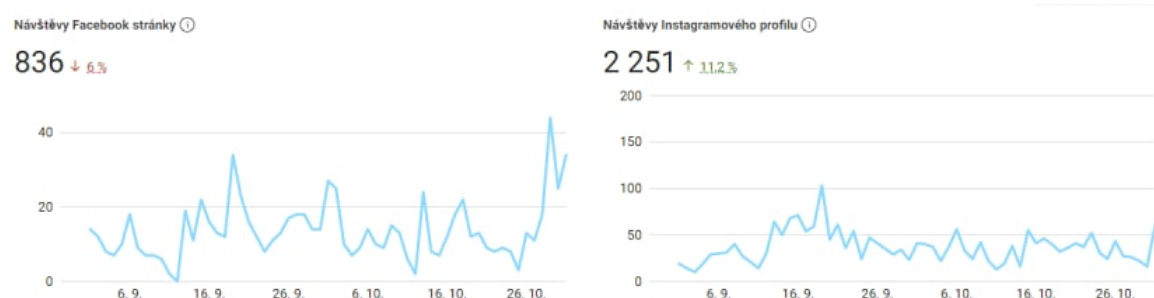 Návštěvy Facebook stránky
836 ↓ 6 %
40
20
0
6. 9. 16. 9. 26. 9. 6. 10. 16. 10. 26. 10.
Návštěvy Instagramového profilu
2 251 ↑ 11,2 %
200
150
100
50
0
6. 9. 16. 9. 26. 9. 6. 10. 16. 10. 26. 10.